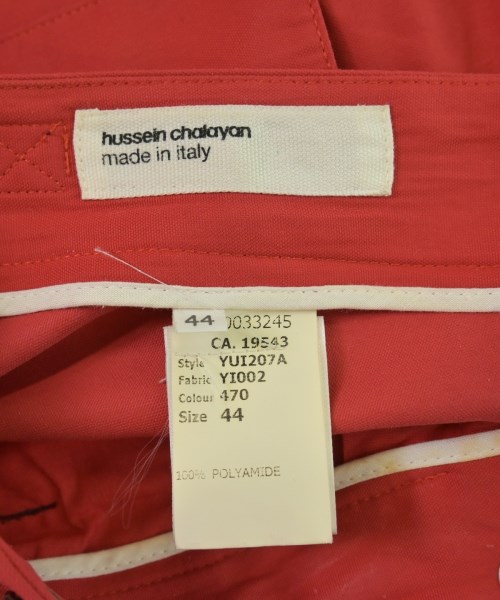 hussein chalayan
made in italy
44
0033245
CA. 19543
Style YUI207A
Fabric YI002
Colour 470
Size 44
100% POLYAMIDE